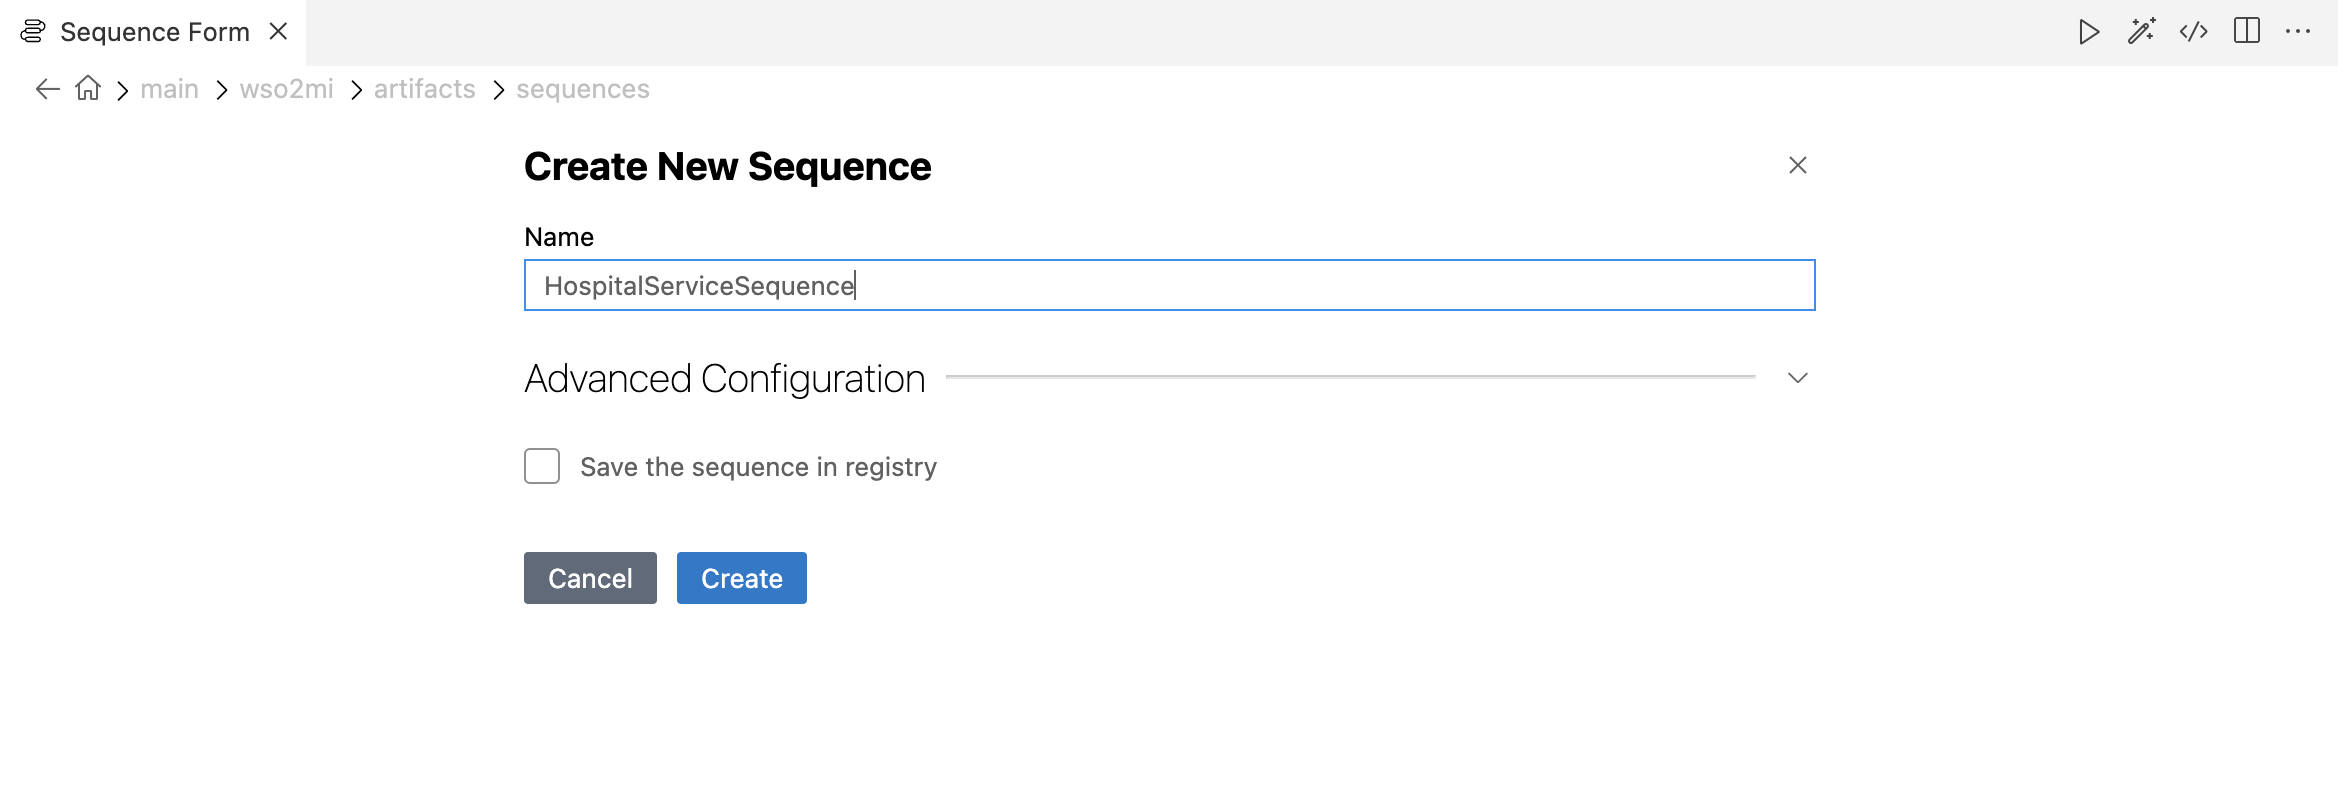 Sequence Form
main wso2mi artifacts sequences
Create New Sequence
Name
HospitalServiceSequence
Advanced Configuration
Save the sequence in registry
Cancel Create